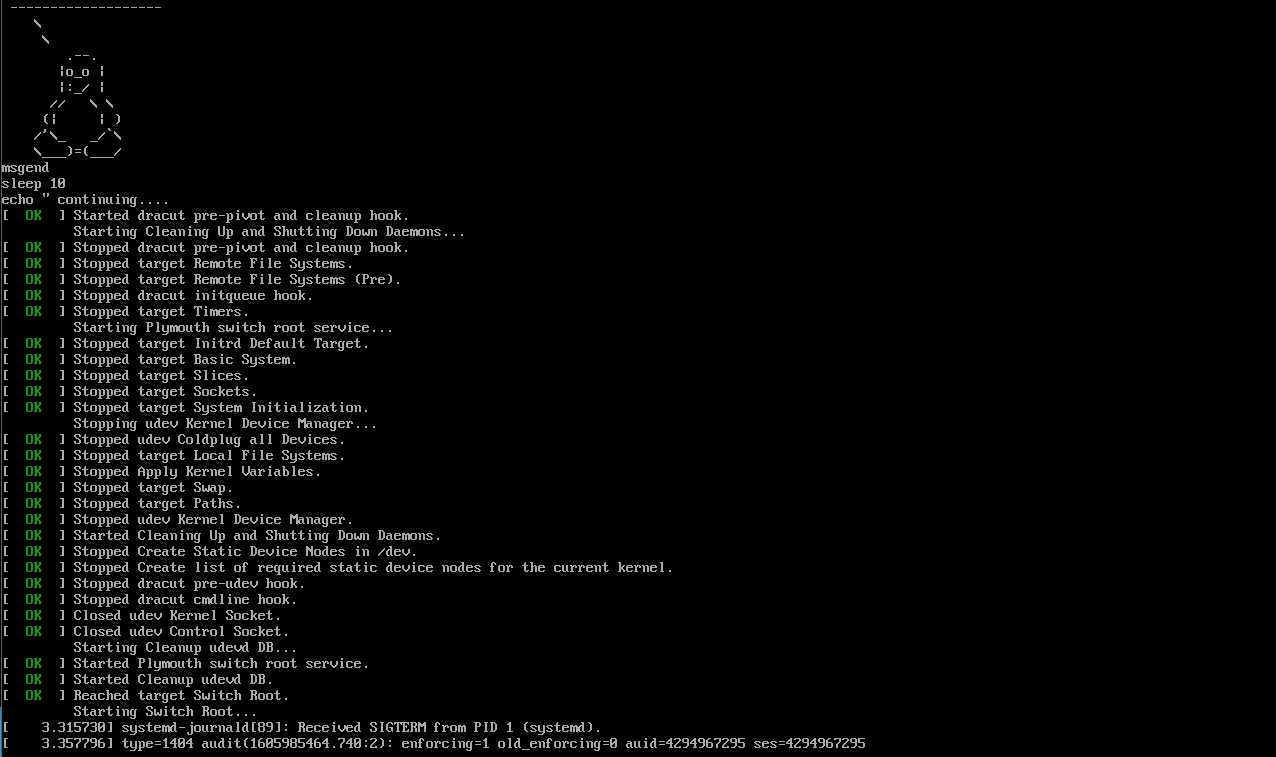 -------------------
    \
     \
        .--.
       |o_o |
       |:_/ |
      //   \ \
     (|     | )
    /'\_   _/`\
    \___)=(___/
msgend
sleep 10
echo " continuing....
[  OK  ] Started dracut pre-pivot and cleanup hook.
         Starting Cleaning Up and Shutting Down Daemons...
[  OK  ] Stopped dracut pre-pivot and cleanup hook.
[  OK  ] Stopped target Remote File Systems.
[  OK  ] Stopped target Remote File Systems (Pre).
[  OK  ] Stopped dracut initqueue hook.
[  OK  ] Stopped target Timers.
         Starting Plymouth switch root service...
[  OK  ] Stopped target Initrd Default Target.
[  OK  ] Stopped target Basic System.
[  OK  ] Stopped target Slices.
[  OK  ] Stopped target Sockets.
[  OK  ] Stopped target System Initialization.
         Stopping udev Kernel Device Manager...
[  OK  ] Stopped udev Coldplug all Devices.
[  OK  ] Stopped target Local File Systems.
[  OK  ] Stopped Apply Kernel Variables.
[  OK  ] Stopped target Swap.
[  OK  ] Stopped target Paths.
[  OK  ] Stopped udev Kernel Device Manager.
[  OK  ] Started Cleaning Up and Shutting Down Daemons.
[  OK  ] Stopped Create Static Device Nodes in /dev.
[  OK  ] Stopped Create list of required static device nodes for the current kernel.
[  OK  ] Stopped dracut pre-udev hook.
[  OK  ] Stopped dracut cmdline hook.
[  OK  ] Closed udev Kernel Socket.
[  OK  ] Closed udev Control Socket.
         Starting Cleanup udevd DB...
[  OK  ] Started Plymouth switch root service.
[  OK  ] Started Cleanup udevd DB.
[  OK  ] Reached target Switch Root.
         Starting Switch Root...
[    3.315730] systemd-journald[89]: Received SIGTERM from PID 1 (systemd).
[    3.357796] type=1404 audit(1605985464.740:2): enforcing=1 old_enforcing=0 auid=4294967295 ses=4294967295